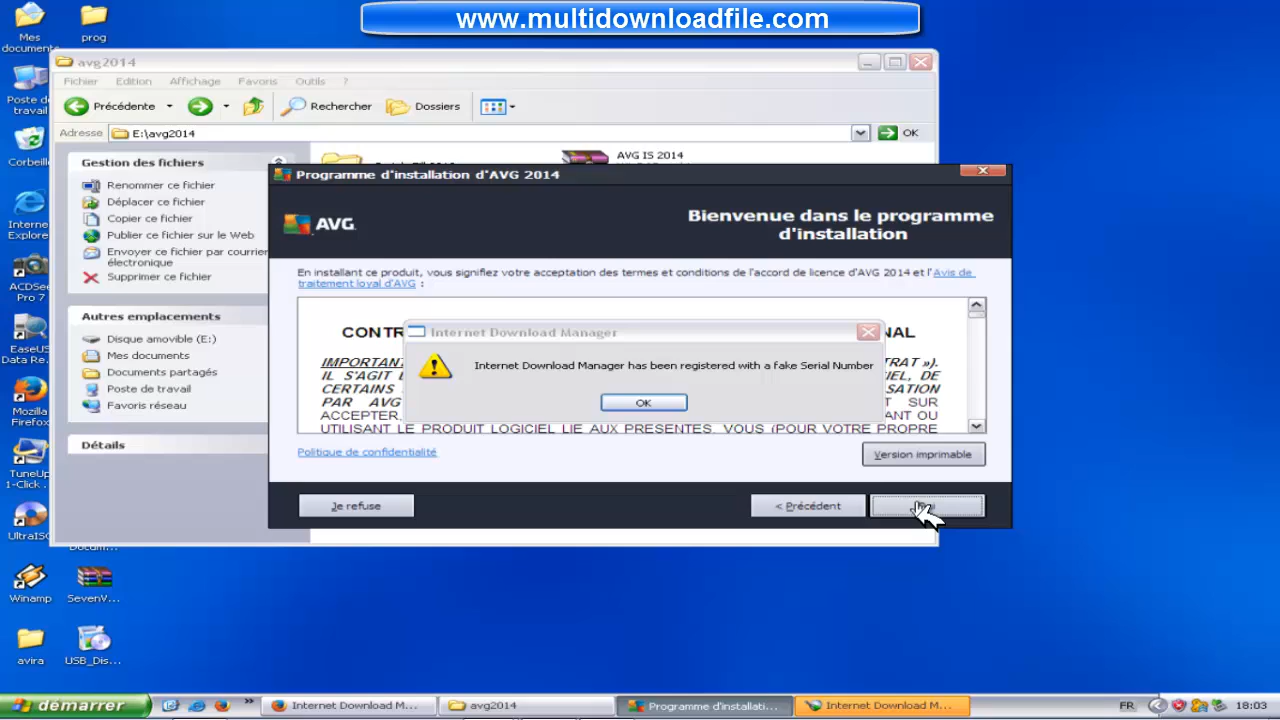 www.multidownloadfile.com
Mes documents
prog
Poste de travail
Corbeille
Internet Explorer
ACDSee Pro 7
EaseUS Data Re...
Mozilla Firefox
TuneUp 1-Click
UltraISO
Winamp
SevenV...
avira
USB_Dis...
avg2014
Fichier
Edition
Affichage
Favoris
Outils
?
Précédente
Rechercher
Dossiers
Adresse
E:\avg2014
OK
Gestion des fichiers
Renommer ce fichier
Déplacer ce fichier
Copier ce fichier
Publier ce fichier sur le Web
Envoyer ce fichier par courrier
électronique
Supprimer ce fichier
Autres emplacements
Disque amovible (E:)
Mes documents
Documents partagés
Poste de travail
Favoris réseau
Détails
AVG IS 2014
Programme d'installation d'AVG 2014
AVG.
Bienvenue dans le programme
d'installation
En installant ce produit, vous signifiez votre acceptation des termes et conditions de l'accord de licence d'AVG 2014 et l'Avis de
traitement loyal d'AVG :
CONTR
NAL
IMPORTAN
TRAT »).
IL S'AGIT
IEL, DE
CERTAINS
ISATION
PAR AVG
SUR
ACCEPTER,
ANT OU
UTILISANT LE PRODUIT LOGICIEL LIE AUX PRESENTES, VOUS (POUR VOTRE PROPRE
Internet Download Manager
Internet Download Manager has been registered with a fake Serial Number
OK
Politique de confidentialité
Version imprimable
Je refuse
< Précédent
démarrer
»
Internet Download M...
avg2014
Programme d'installati...
Internet Download M...
FR
18:03